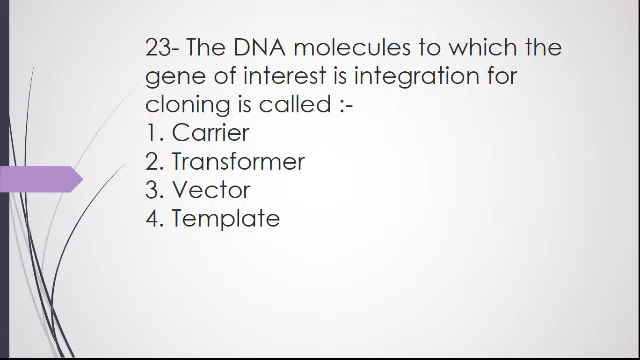 23- The DNA molecules to which the
gene of interest is integration for
cloning is called :-
1. Carrier
2. Transformer
3. Vector
4. Template